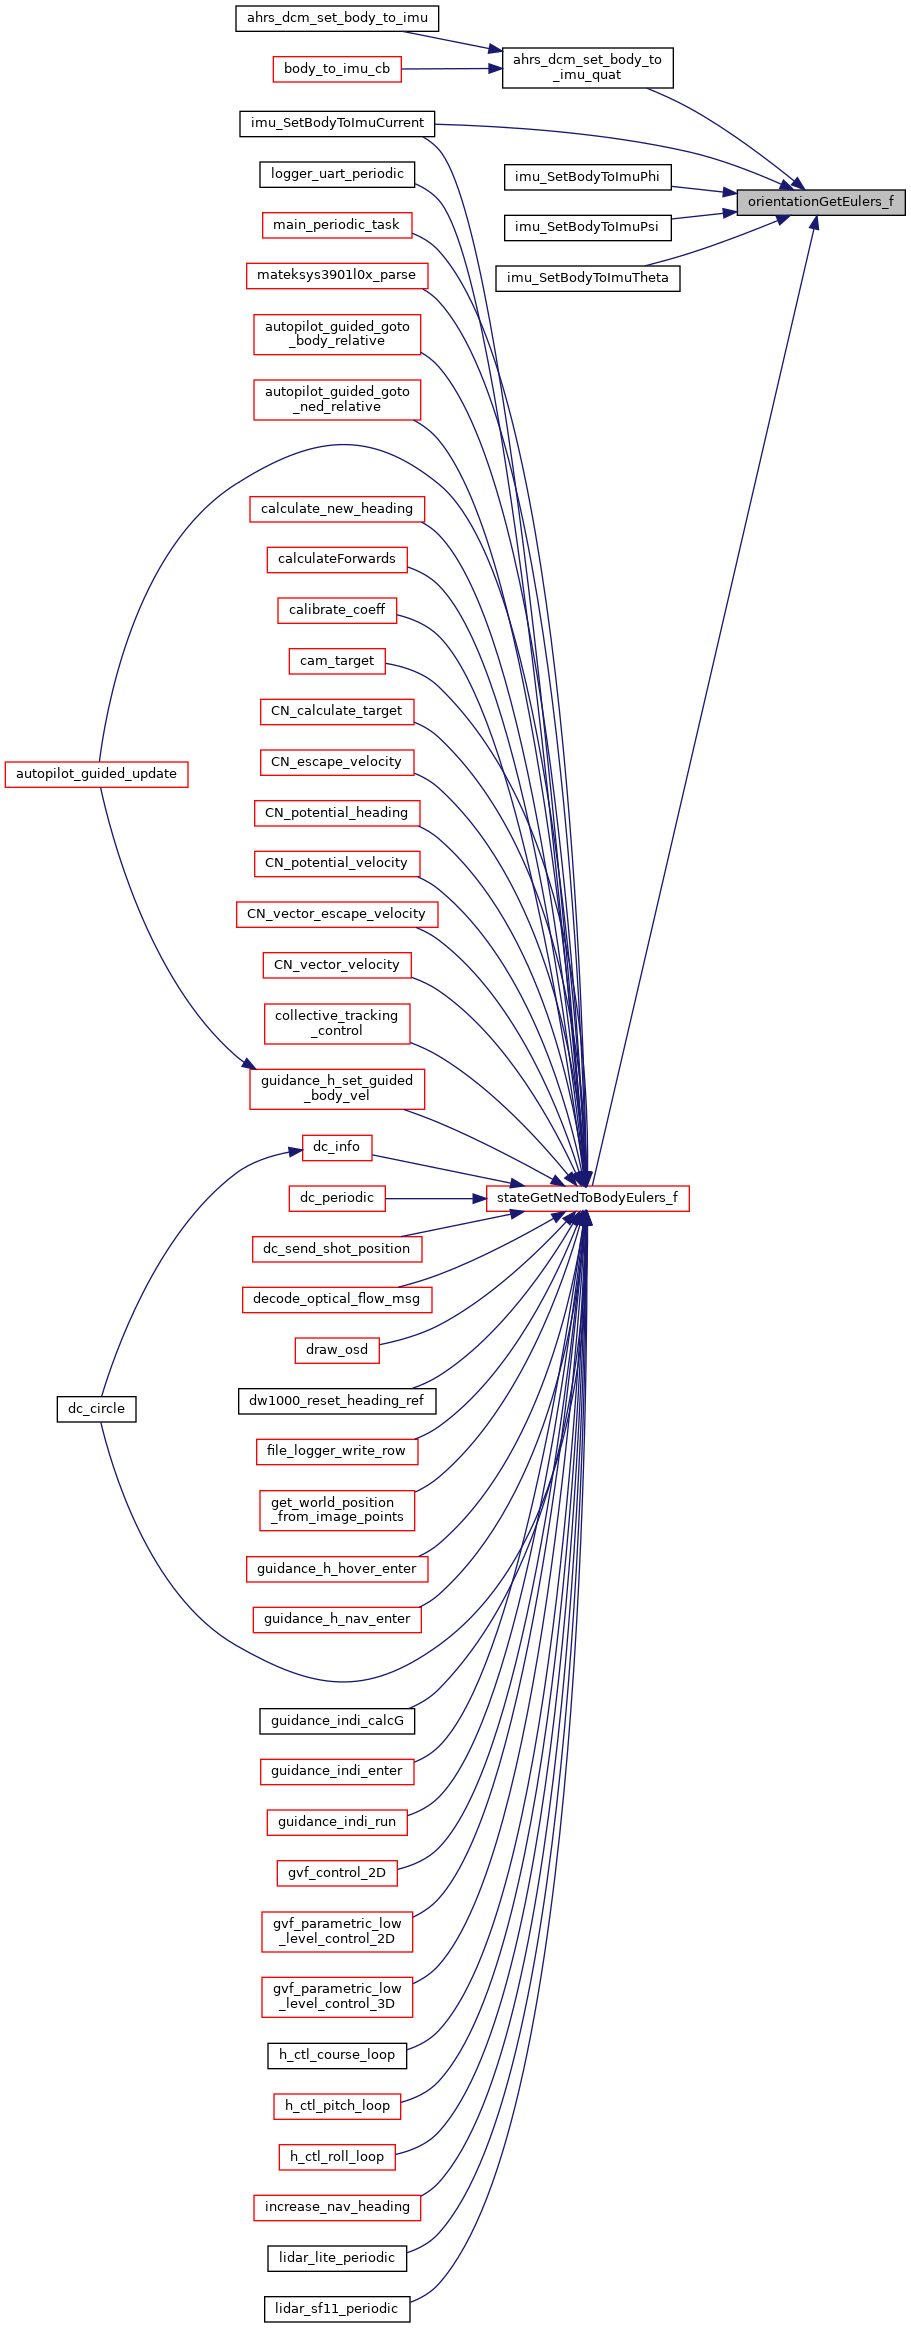 ahrs_dcm_set_body_to_imu
ahrs_dcm_set_body_to
_imu_quat
body_to_imu_cb
imu_SetBodyToImuCurrent
logger_uart_periodic
imu_SetBodyToImuPhi
orientationGetEulers_f
main_periodic_task
imu_SetBodyToImuPsi
mateksys3901l0x_parse
imu_SetBodyToImuTheta
autopilot_guided_goto
_body_relative
autopilot_guided_goto
_ned_relative
calculate_new_heading
calculateForwards
calibrate_coeff
cam_target
CN_calculate_target
CN_escape_velocity
autopilot_guided_update
CN_potential_heading
CN_potential_velocity
CN_vector_escape_velocity
CN_vector_velocity
collective_tracking
_control
guidance_h_set_guided
_body_vel
dc_info
dc_periodic
stateGetNedToBodyEulers_f
dc_send_shot_position
decode_optical_flow_msg
draw_osd
dw1000_reset_heading_ref
dc_circle
file_logger_write_row
get_world_position
_from_image_points
guidance_h_hover_enter
guidance_h_nav_enter
guidance_indi_calcG
guidance_indi_enter
guidance_indi_run
gvf_control_2D
gvf_parametric_low
_level_control_2D
gvf_parametric_low
_level_control_3D
h_ctl_course_loop
h_ctl_pitch_loop
h_ctl_roll_loop
increase_nav_heading
lidar_lite_periodic
lidar_sf11_periodic